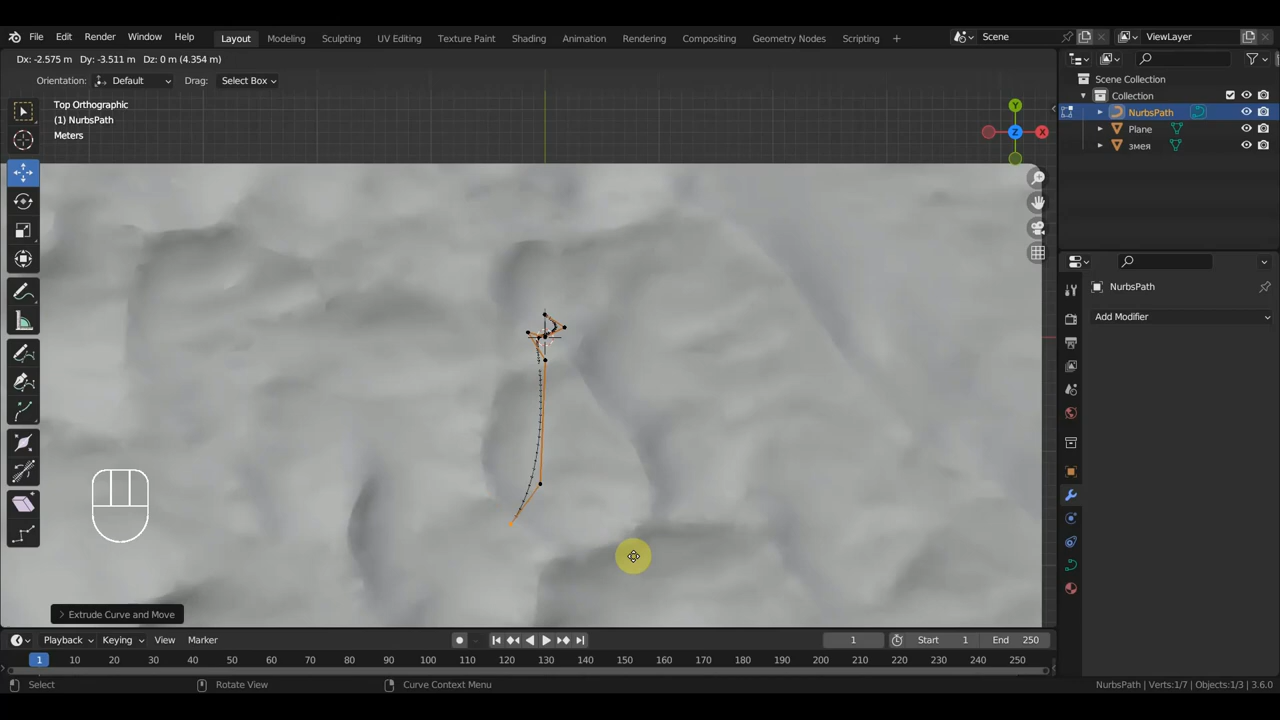 File Edit Render Window Help Layout Modeling Sculpting UV Editing Texture Paint Shading Animation Rendering Compositing Geometry Nodes Scripting + Scene ViewLayer
Dx: -2.575 m Dy: -3.511 m Dz: 0 m (4.354 m)
Orientation: Default Drag: Select Box
Scene Collection
Collection
NurbsPath
Plane
змея
Top Orthographic
(1) NurbsPath
Meters
Y
X
Z
NurbsPath
Add Modifier
Extrude Curve and Move
Playback Keying View Marker 1 Start 1 End 250
1 10 20 30 40 50 60 70 80 90 100 110 120 130 140 150 160 170 180 190 200 210 220 230 240 250
Select Rotate View Curve Context Menu NurbsPath | Verts:1/7 | Objects:1/3 | 3.6.0